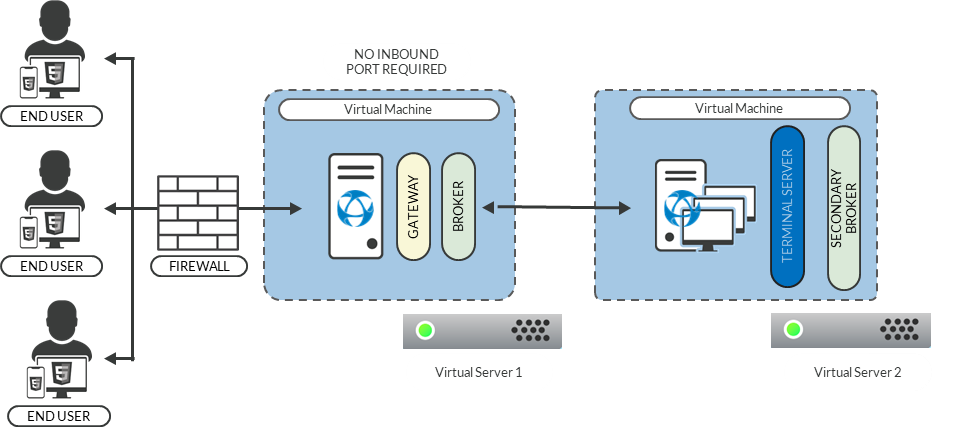 END USER
END USER
END USER
FIREWALL
NO INBOUND
PORT REQUIRED
Virtual Machine
GATEWAY
BROKER
Virtual Server 1
Virtual Machine
TERMINAL SERVER
SECONDARY
BROKER
Virtual Server 2